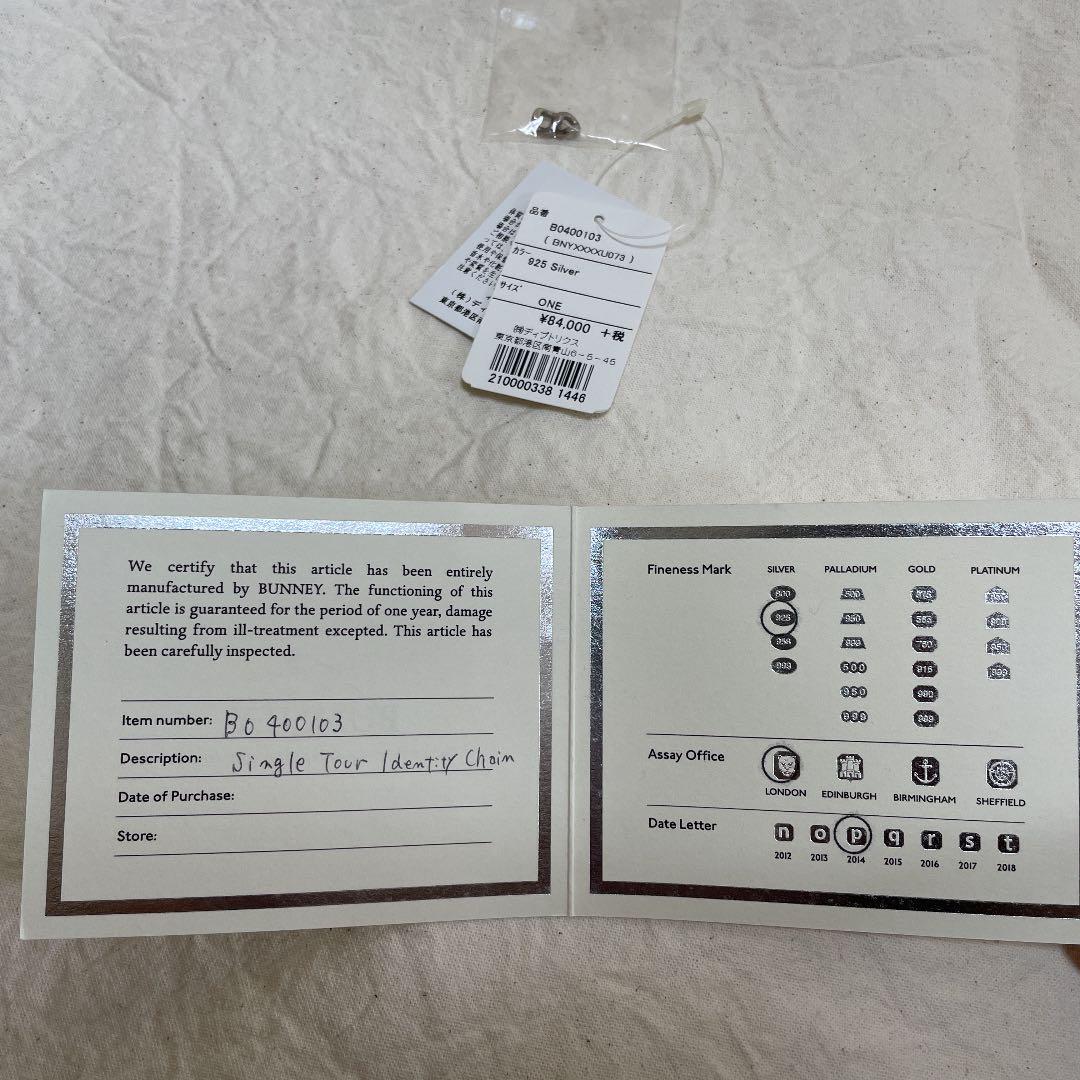 品番
B0400103
( BNYXXXXU073 )
カラー
925 Silver
サイズ
ONE
¥84,000 +税
㈱ディプトリクス
東京都港区南青山6-5-45
210000338 1446
We certify that this article has been entirely
manufactured by BUNNEY. The functioning of this
article is guaranteed for the period of one year, damage
resulting from ill-treatment excepted. This article has
been carefully inspected.
Item number: B0400103
Description: Single Tour Identity Chain
Date of Purchase:
Store:
Fineness Mark SILVER PALLADIUM GOLD PLATINUM
800 500 375
925 950 585
958 999 750 950
999 500 916 999
950 990
999 999
Assay Office
LONDON EDINBURGH BIRMINGHAM SHEFFIELD
Date Letter n o p q r s t
2012 2013 2014 2015 2016 2017 2018